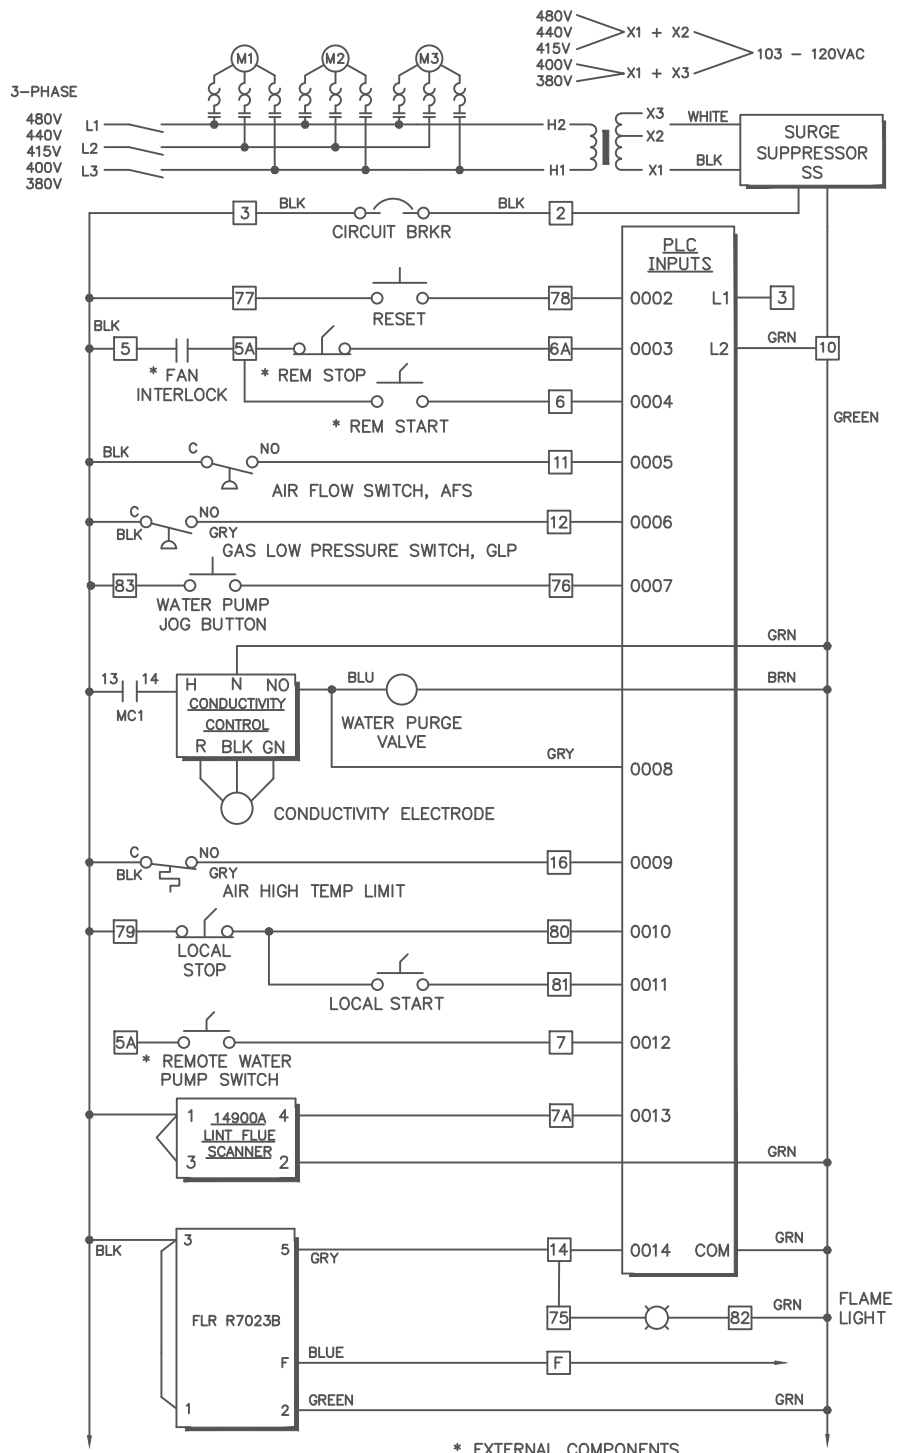 480V
440V
415V
400V
380V
X1 + X2
X1 + X3
103 - 120VAC
M1
M2
M3
3-PHASE
480V
440V
415V
400V
380V
L1
L2
L3
H2
H1
X3
X2
X1
WHITE
BLK
SURGE
SUPPRESSOR
SS
3
BLK
CIRCUIT BRKR
BLK
2
PLC
INPUTS
77
RESET
78
0002
L1
3
BLK
5
* FAN
INTERLOCK
5A
* REM STOP
6A
0003
L2
GRN
10
* REM START
6
0004
GREEN
BLK
C
NO
AIR FLOW SWITCH, AFS
11
0005
C
BLK
NO
GRY
GAS LOW PRESSURE SWITCH, GLP
12
0006
83
WATER PUMP
JOG BUTTON
76
0007
GRN
13
14
MC1
H
N
NO
CONDUCTIVITY
CONTROL
R
BLK
GN
BLU
WATER PURGE
VALVE
BRN
GRY
0008
CONDUCTIVITY ELECTRODE
C
BLK
NO
GRY
AIR HIGH TEMP LIMIT
16
0009
79
LOCAL
STOP
80
0010
LOCAL START
81
0011
5A
* REMOTE WATER
PUMP SWITCH
7
0012
1
14900A
4
LINT FLUE
3
SCANNER
2
7A
0013
GRN
BLK
3
5
GRY
14
0014
COM
GRN
FLR R7023B
75
82
GRN
FLAME
LIGHT
F
BLUE
F
1
2
GREEN
GRN
* EXTERNAL COMPONENTS